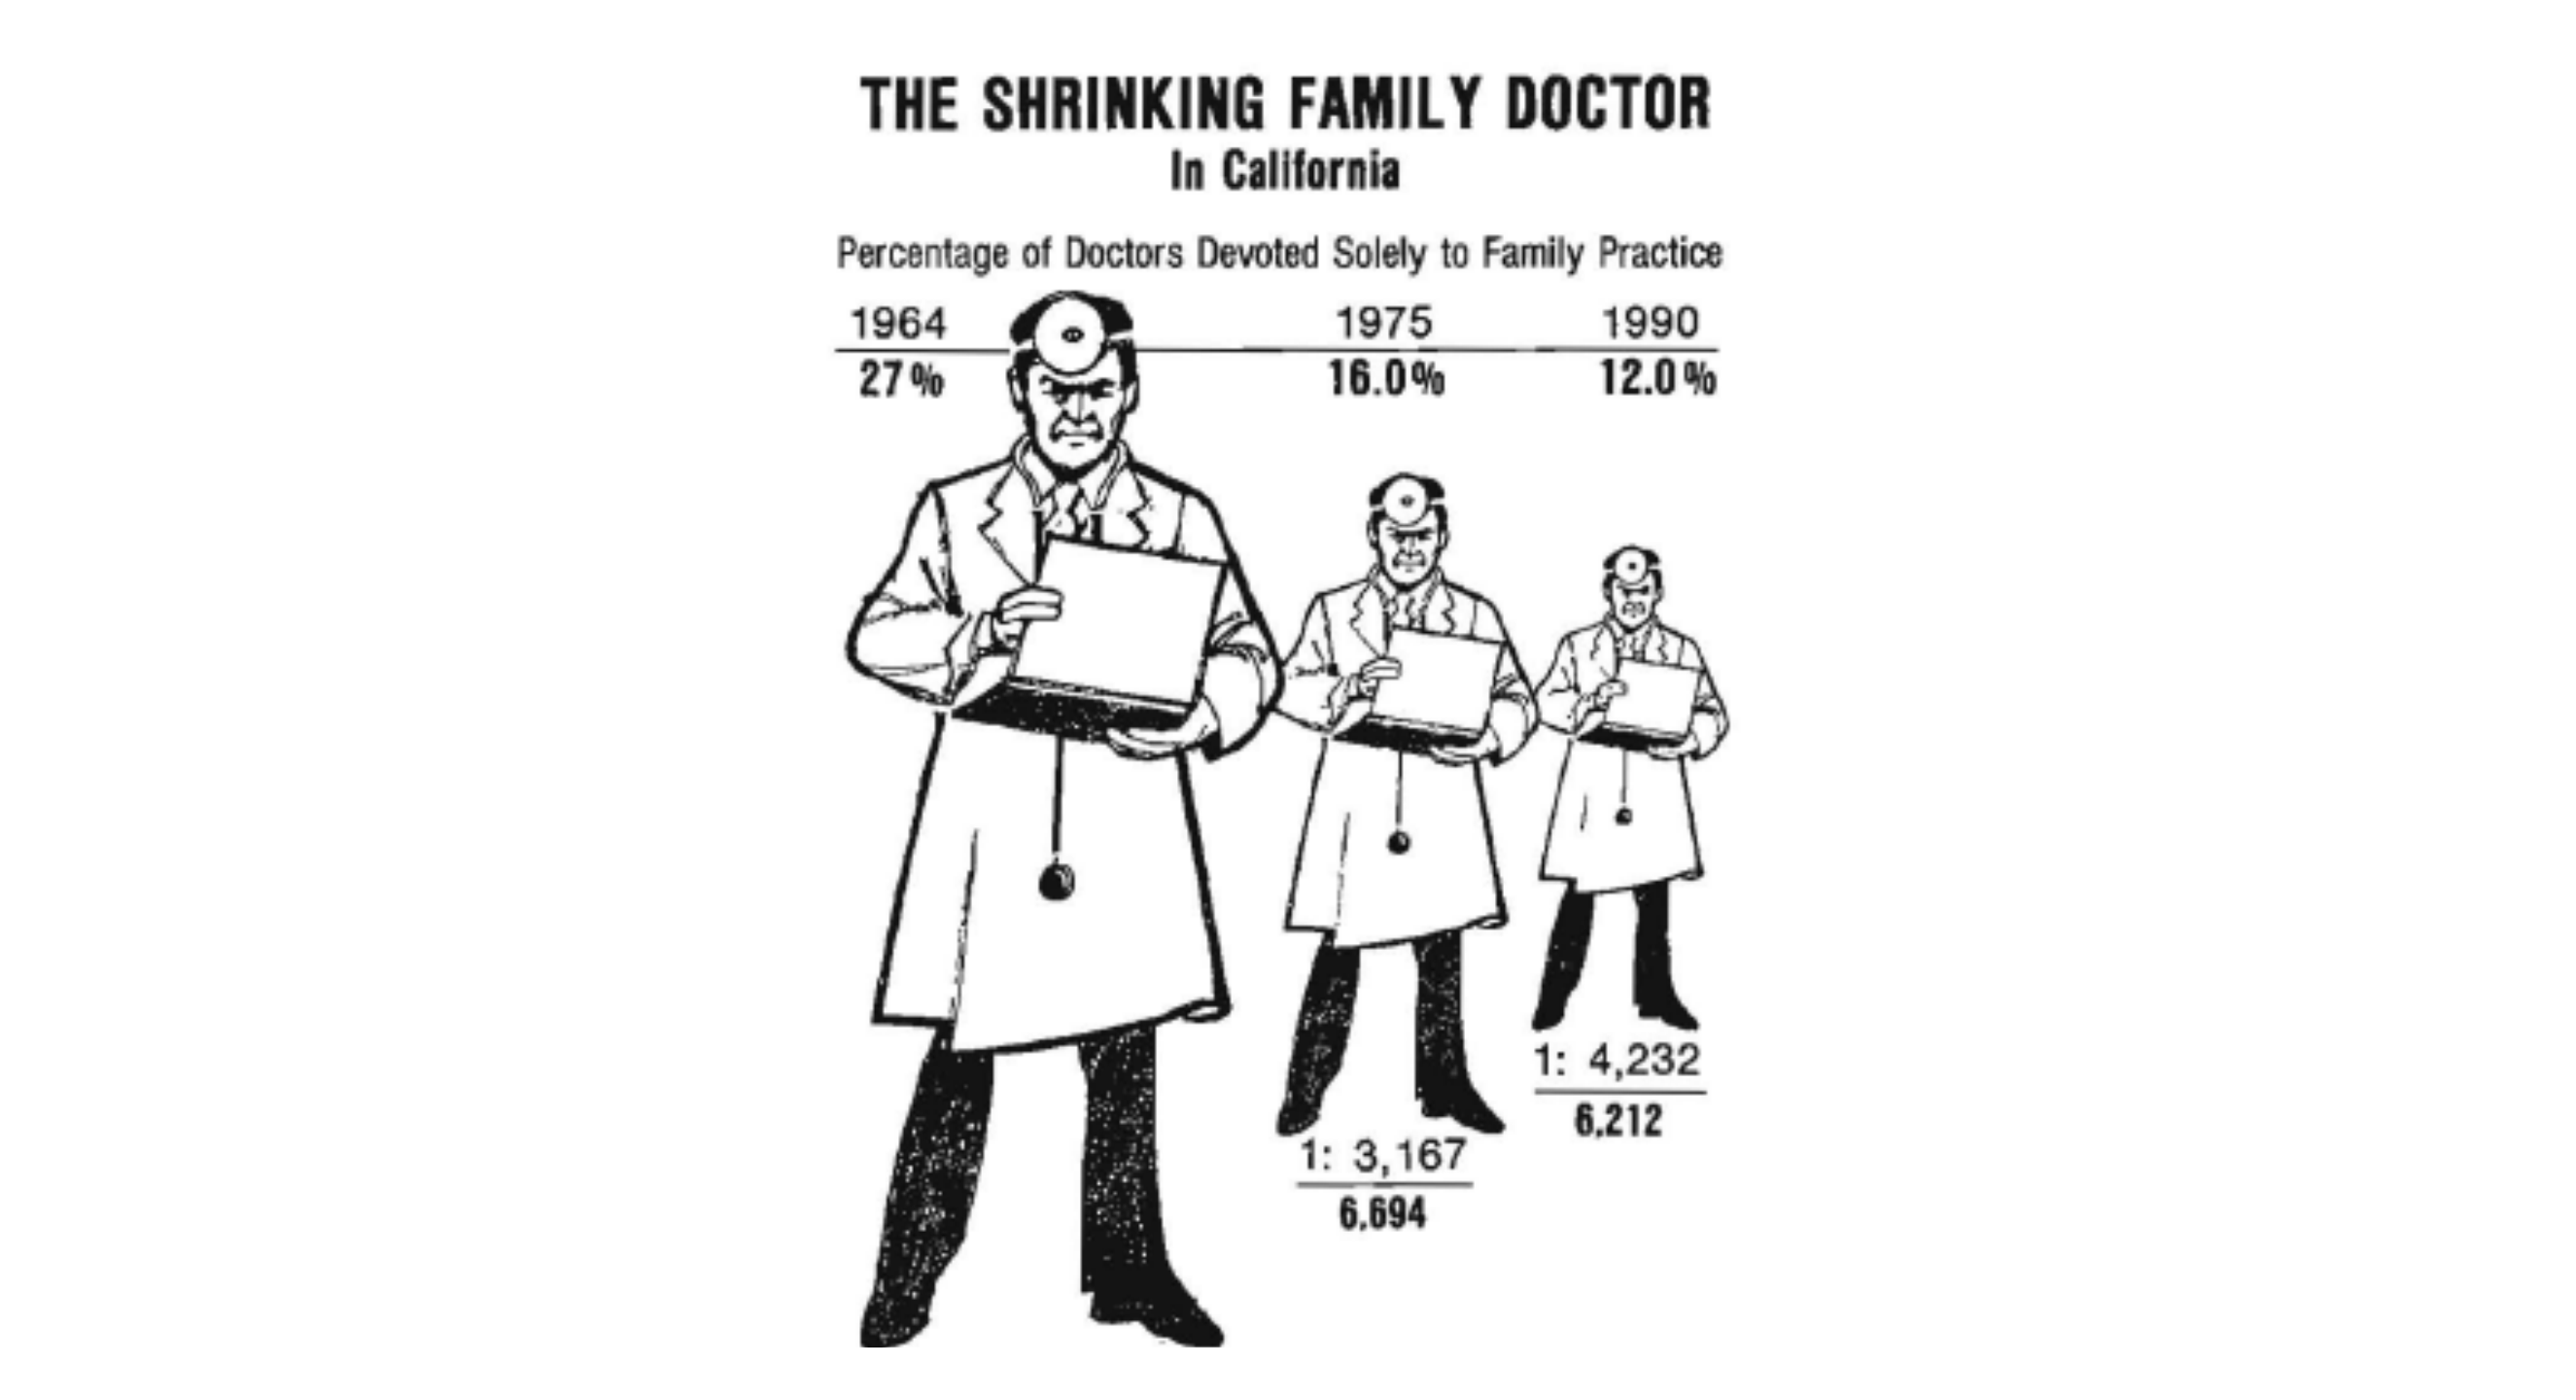 THE SHRINKING FAMILY DOCTOR
In California
Percentage of Doctors Devoted Solely to Family Practice
1964 1975 1990
27% 16.0% 12.0%
1: 4,232
6,212
1: 3,167
6,694